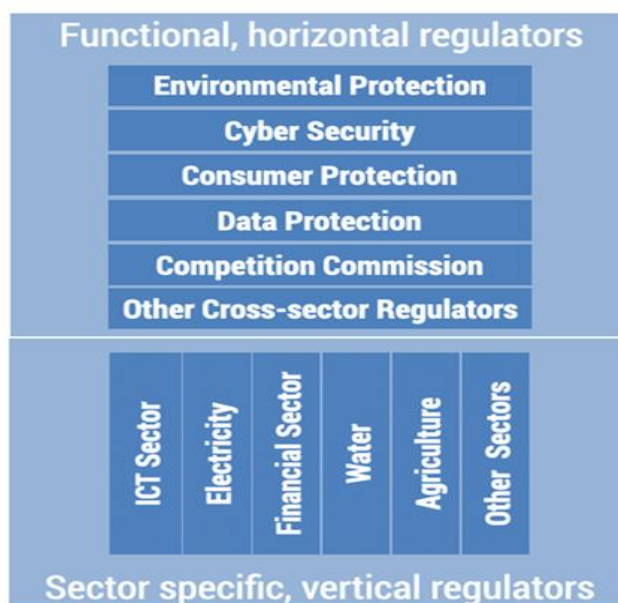 Functional, horizontal regulators
Environmental Protection
Cyber Security
Consumer Protection
Data Protection
Competition Commission
Other Cross-sector Regulators
ICT Sector
Electricity
Financial Sector
Water
Agriculture
Other Sectors
Sector specific, vertical regulators